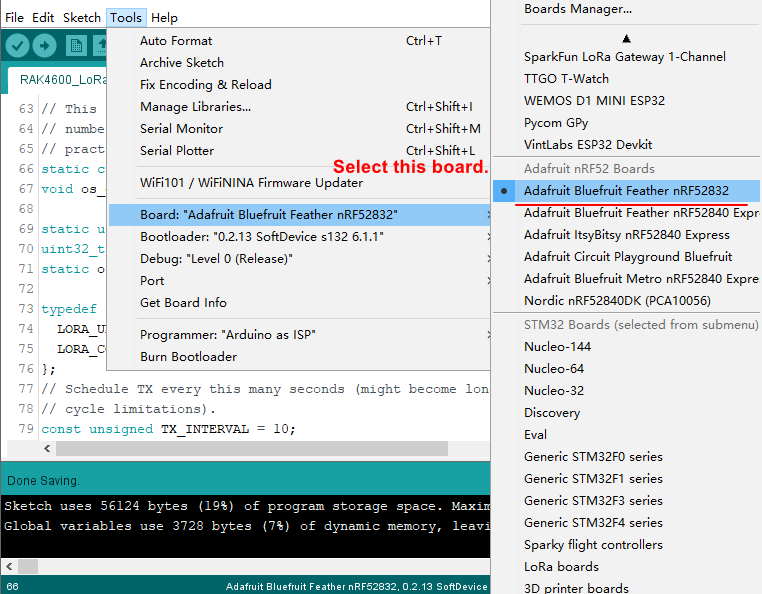 File Edit Sketch Tools Help
RAK4600_LoRa
63 // This
64 // numbe
65 // pract
66 static c
67 void os_
68
69 static u
70 uint32_t
71 static o
72
73 typedef
74 LORA_U
75 LORA_C
76 };
77 // Schedule TX every this many seconds (might become lon
78 // cycle limitations).
79 const unsigned TX_INTERVAL = 10;
Auto Format Ctrl+T
Archive Sketch
Fix Encoding & Reload
Manage Libraries... Ctrl+Shift+I
Serial Monitor Ctrl+Shift+M
Serial Plotter Ctrl+Shift+L
Select this board.
WiFi101 / WiFiNINA Firmware Updater
Board: "Adafruit Bluefruit Feather nRF52832"
Bootloader: "0.2.13 SoftDevice s132 6.1.1"
Debug: "Level 0 (Release)"
Port
Get Board Info
Programmer: "Arduino as ISP"
Burn Bootloader
Boards Manager...
SparkFun LoRa Gateway 1-Channel
TTGO T-Watch
WEMOS D1 MINI ESP32
Pycom GPy
VintLabs ESP32 Devkit
Adafruit nRF52 Boards
Adafruit Bluefruit Feather nRF52832
Adafruit Bluefruit Feather nRF52840 Expr
Adafruit ItsyBitsy nRF52840 Express
Adafruit Circuit Playground Bluefruit
Adafruit Bluefruit Metro nRF52840 Expre
Nordic nRF52840DK (PCA10056)
STM32 Boards (selected from submenu)
Nucleo-144
Nucleo-64
Nucleo-32
Discovery
Eval
Generic STM32F0 series
Generic STM32F1 series
Generic STM32F3 series
Generic STM32F4 series
Sparky flight controllers
LoRa boards
3D printer boards
Done Saving.
Sketch uses 56124 bytes (19%) of program storage space. Maxim
Global variables use 3728 bytes (7%) of dynamic memory, leavi
66 Adafruit Bluefruit Feather nRF52832, 0.2.13 SoftDevice